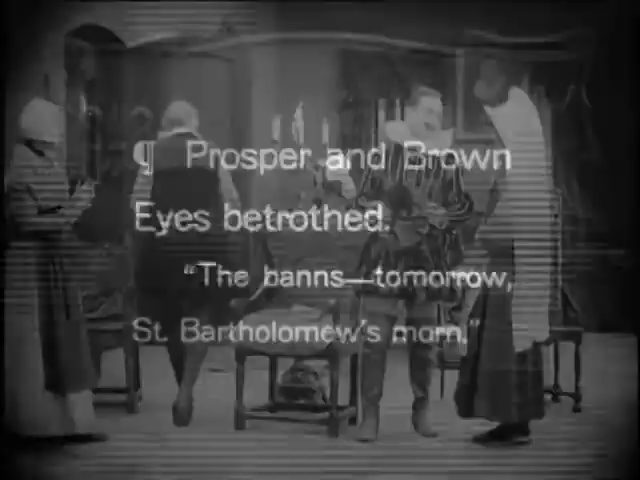 ¶ Prosper and Brown
Eyes betrothed.
"The banns—tomorrow,
St. Bartholomew's morn."